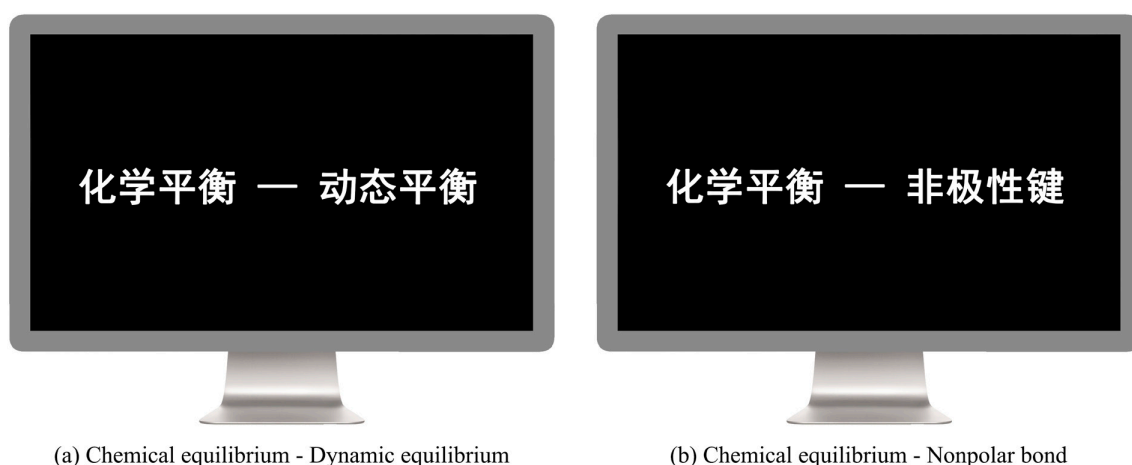 化学平衡 — 动态平衡
化学平衡 — 非极性键
(a) Chemical equilibrium - Dynamic equilibrium
(b) Chemical equilibrium - Nonpolar bond